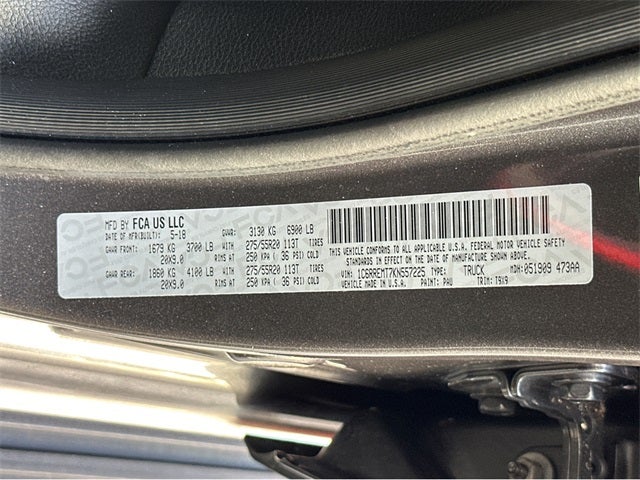 MFD BY FCA US LLC
DATE OF MFR(BUILT): 5-18 GVWR: 3130 KG 6900 LB
GAWR FRONT: 1679 KG 3700 LB WITH 275/55R20 113T TIRES
20X9.0 RIMS AT 250 KPA ( 36 PSI) COLD
GAWR REAR: 1860 KG 4100 LB WITH 275/55R20 113T TIRES
20X9.0 RIMS AT 250 KPA ( 36 PSI) COLD
THIS VEHICLE CONFORMS TO ALL APPLICABLE U.S.A. FEDERAL MOTOR VEHICLE SAFETY
STANDARDS IN EFFECT ON THE DATE OF MANUFACTURE SHOWN ABOVE.
VIN: 1C6RREMT7KN557225 TYPE: TRUCK MDH: 051909 473AA
VEHICLE MADE IN U.S.A. PAINT: PAU TRIM: T9X9